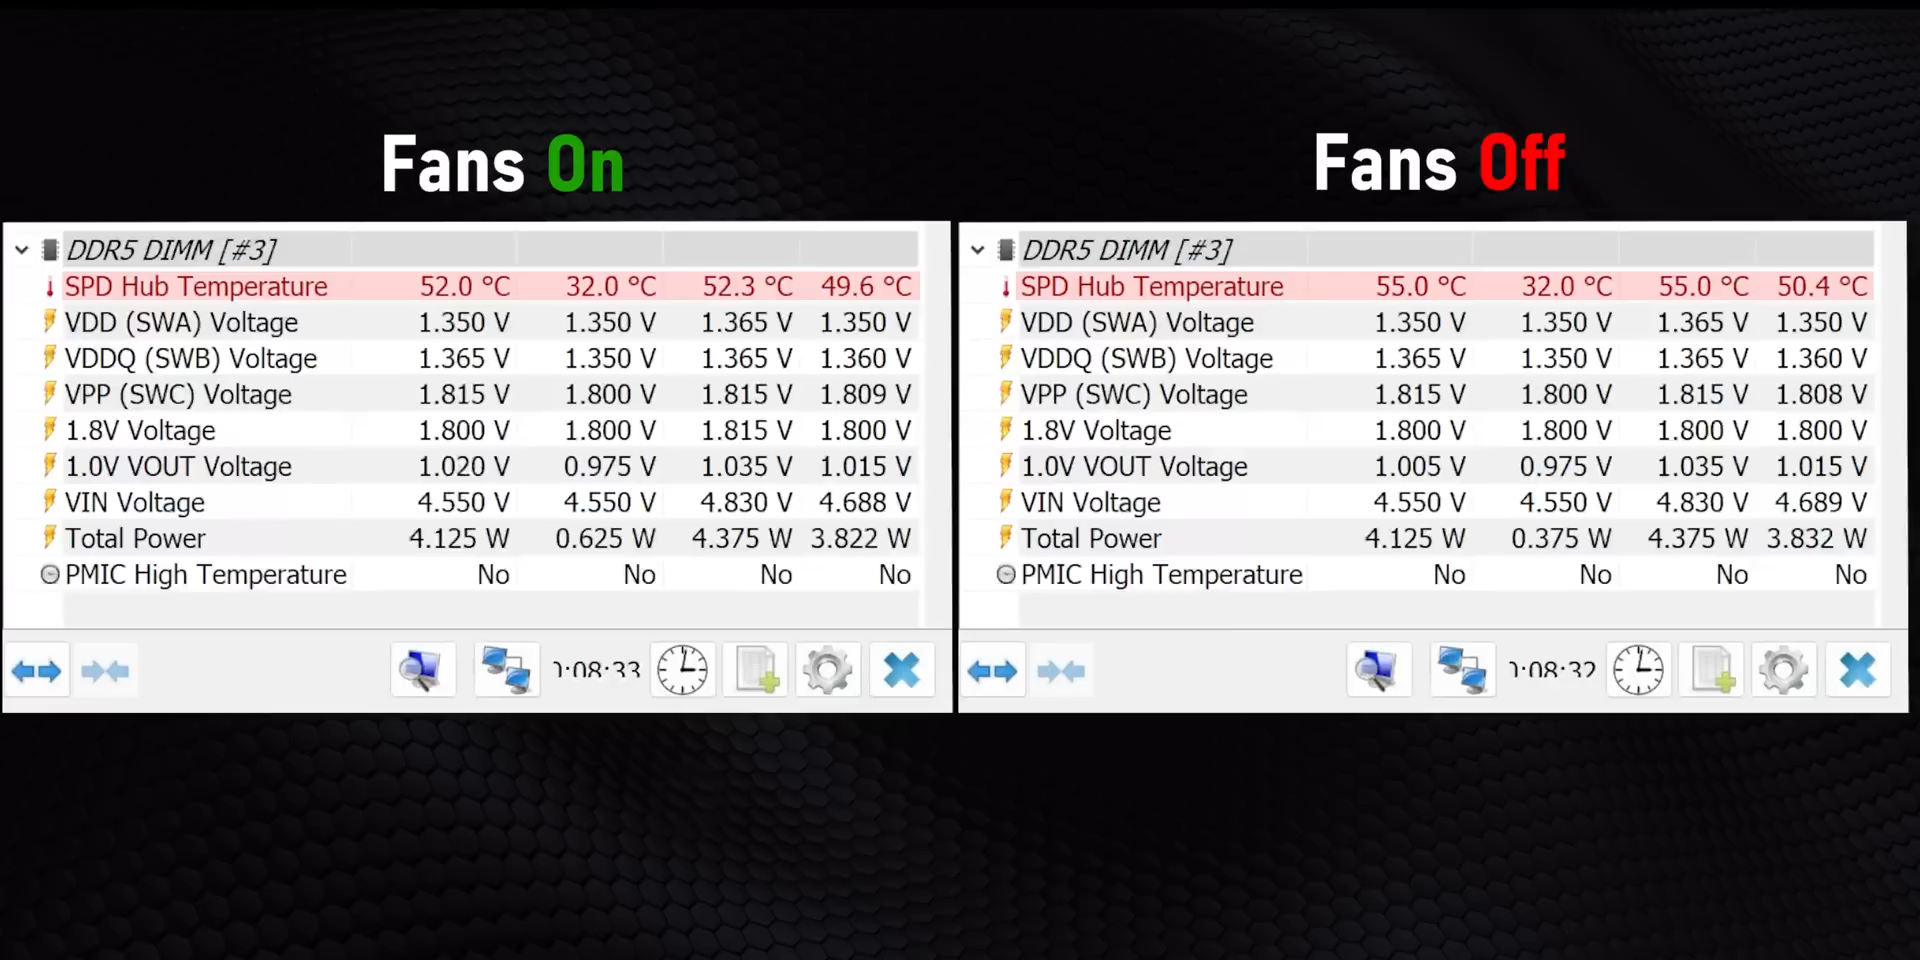 Fans On
DDR5 DIMM [#3]
SPD Hub Temperature 52.0 °C 32.0 °C 52.3 °C 49.6 °C
VDD (SWA) Voltage 1.350 V 1.350 V 1.365 V 1.350 V
VDDQ (SWB) Voltage 1.365 V 1.350 V 1.365 V 1.360 V
VPP (SWC) Voltage 1.815 V 1.800 V 1.815 V 1.809 V
1.8V Voltage 1.800 V 1.800 V 1.815 V 1.800 V
1.0V VOUT Voltage 1.020 V 0.975 V 1.035 V 1.015 V
VIN Voltage 4.550 V 4.550 V 4.830 V 4.688 V
Total Power 4.125 W 0.625 W 4.375 W 3.822 W
PMIC High Temperature No No No No
0:08:33
Fans Off
DDR5 DIMM [#3]
SPD Hub Temperature 55.0 °C 32.0 °C 55.0 °C 50.4 °C
VDD (SWA) Voltage 1.350 V 1.350 V 1.365 V 1.350 V
VDDQ (SWB) Voltage 1.365 V 1.350 V 1.365 V 1.360 V
VPP (SWC) Voltage 1.815 V 1.800 V 1.815 V 1.808 V
1.8V Voltage 1.800 V 1.800 V 1.800 V 1.800 V
1.0V VOUT Voltage 1.005 V 0.975 V 1.035 V 1.015 V
VIN Voltage 4.550 V 4.550 V 4.830 V 4.689 V
Total Power 4.125 W 0.375 W 4.375 W 3.832 W
PMIC High Temperature No No No No
0:08:32